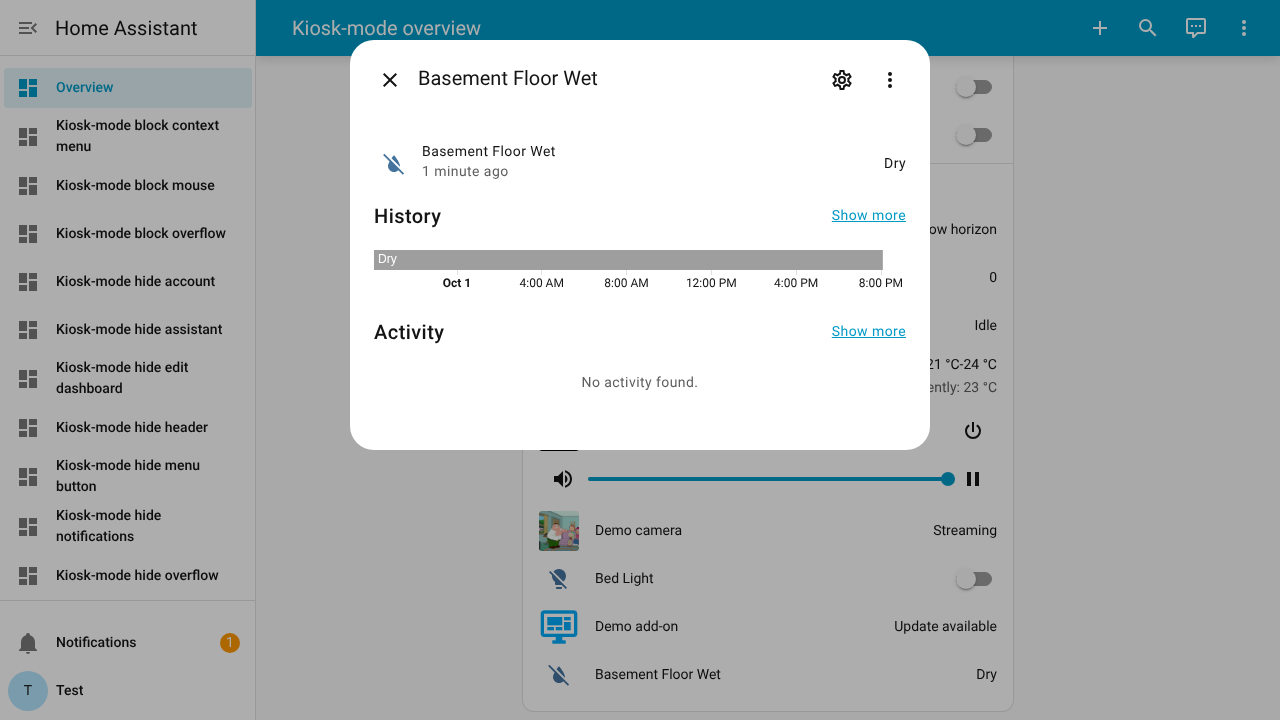 Home Assistant
Kiosk-mode overview
Overview
Kiosk-mode block context
menu
Kiosk-mode block mouse
Kiosk-mode block overflow
Kiosk-mode hide account
Kiosk-mode hide assistant
Kiosk-mode hide edit
dashboard
Kiosk-mode hide header
Kiosk-mode hide menu
button
Kiosk-mode hide
notifications
Kiosk-mode hide overflow
Notifications
1
T
Test
Basement Floor Wet
Basement Floor Wet
1 minute ago
Dry
History
Show more
Dry
Oct 1 4:00 AM 8:00 AM 12:00 PM 4:00 PM 8:00 PM
Activity
Show more
No activity found.
horizon
0
Idle
21 °C-24 °C
23 °C
Demo camera
Streaming
Bed Light
Demo add-on
Update available
Basement Floor Wet
Dry